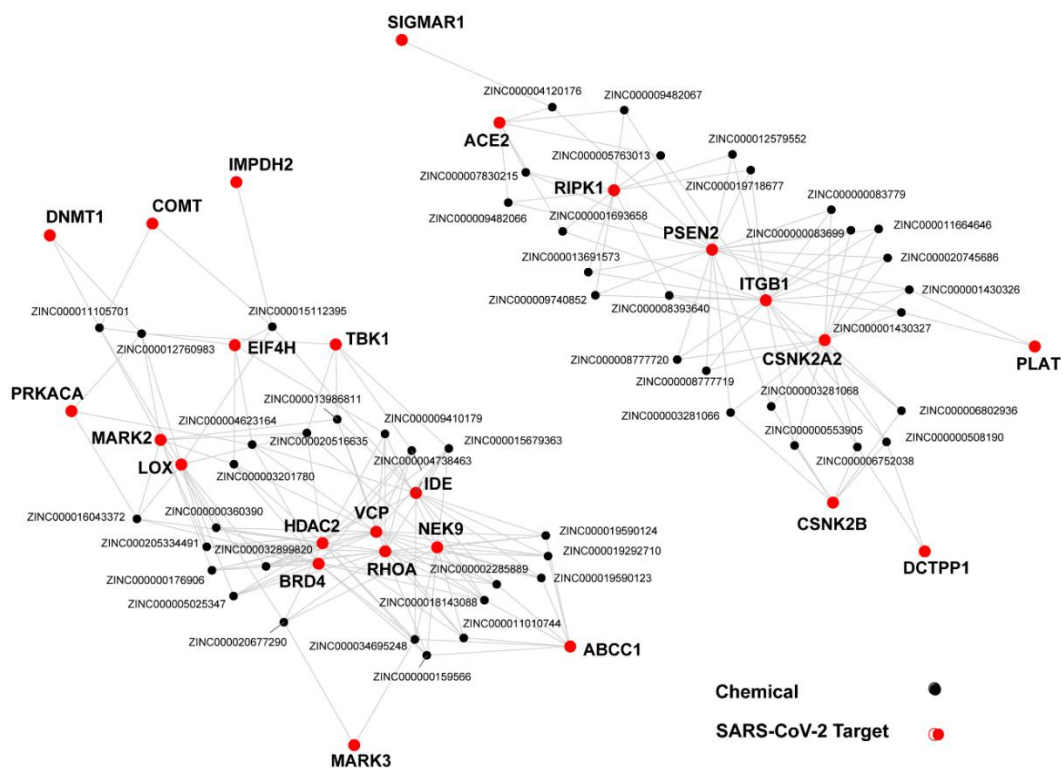 SIGMAR1
ZINC000004120176
ZINC000009482067
ACE2
ZINC000005763013
ZINC000012579552
IMPDH2
ZINC000007830215
RIPK1
ZINC000019718677
ZINC000000083779
DNMT1
COMT
ZINC000009482066
ZINC000001693658
ZINC000011664646
PSEN2
ZINC000000083699
ZINC000013691573
ZINC000020745686
ITGB1
ZINC000001430326
ZINC000011105701
ZINC000015112395
ZINC000009740852
ZINC000008393640
ZINC000001430327
ZINC000012760983
EIF4H
TBK1
ZINC000008777720
CSNK2A2
PLAT
ZINC000008777719
PRKACA
ZINC000013986811
ZINC000003281068
ZINC000006802936
ZINC000004623164
ZINC000009410179
ZINC000003281066
MARK2
ZINC000020516635
ZINC000015679363
ZINC000000553905
ZINC000000508190
LOX
ZINC000004738463
ZINC000006752038
ZINC000003201780
IDE
ZINC000016043372
ZINC000000360390
VCP
HDAC2
NEK9
CSNK2B
ZINC000019590124
ZINC000205334491
ZINC000032899820
ZINC000019292710
RHOA
ZINC000002285889
DCTPP1
ZINC000000176906
BRD4
ZINC000019590123
ZINC000005025347
ZINC000018143088
ZINC000011010744
ZINC000020677290
ZINC000034695248
ABCC1
ZINC000000159566
Chemical
SARS-CoV-2 Target
MARK3